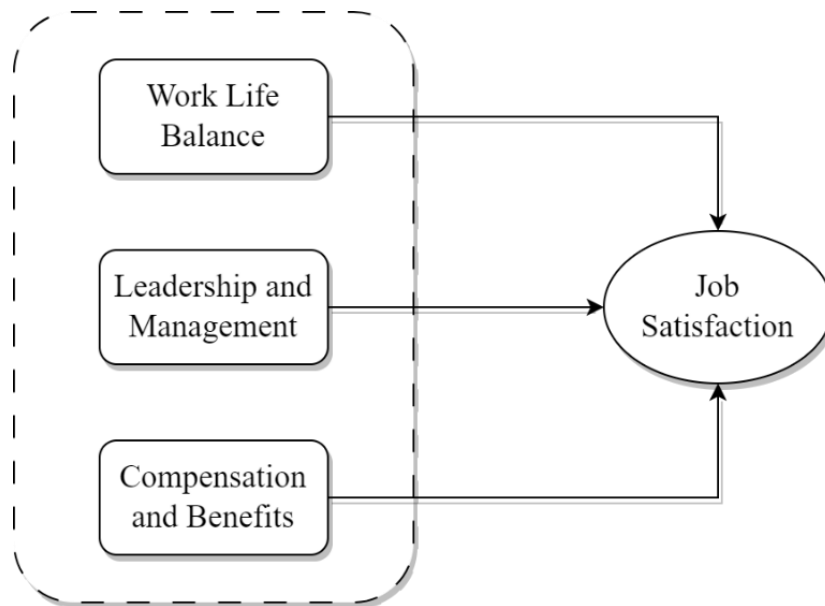 Work Life
Balance
Leadership and
Management
Job
Satisfaction
Compensation
and Benefits